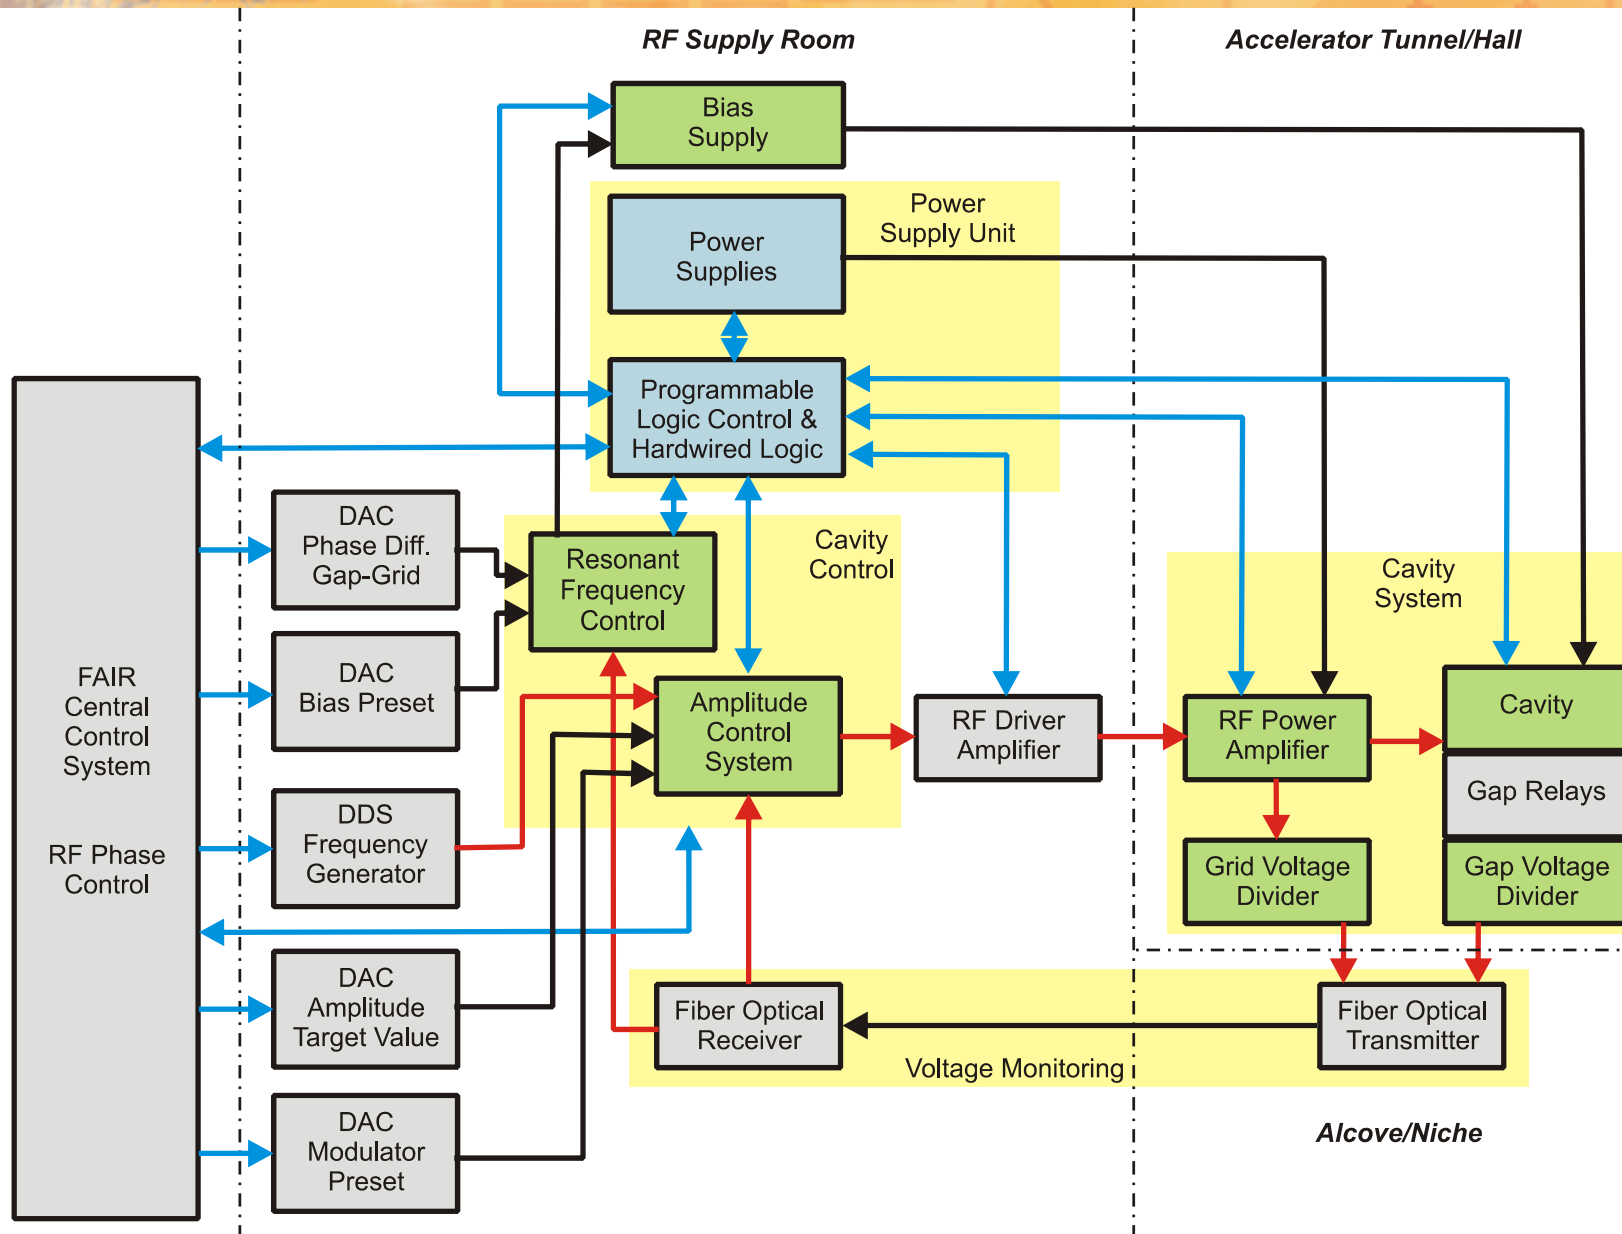 RF Supply Room
Accelerator Tunnel/Hall
Bias
Supply
Power
Supply Unit
Power
Supplies
Programmable
Logic Control &
Hardwired Logic
DAC
Phase Diff.
Gap-Grid
Resonant
Frequency
Control
Cavity
Control
Cavity
System
FAIR
Central
Control
System
RF Phase
Control
DAC
Bias Preset
Amplitude
Control
System
RF Driver
Amplifier
RF Power
Amplifier
Cavity
Gap Relays
DDS
Frequency
Generator
Grid Voltage
Divider
Gap Voltage
Divider
DAC
Amplitude
Target Value
Fiber Optical
Receiver
Fiber Optical
Transmitter
Voltage Monitoring
DAC
Modulator
Preset
Alcove/Niche